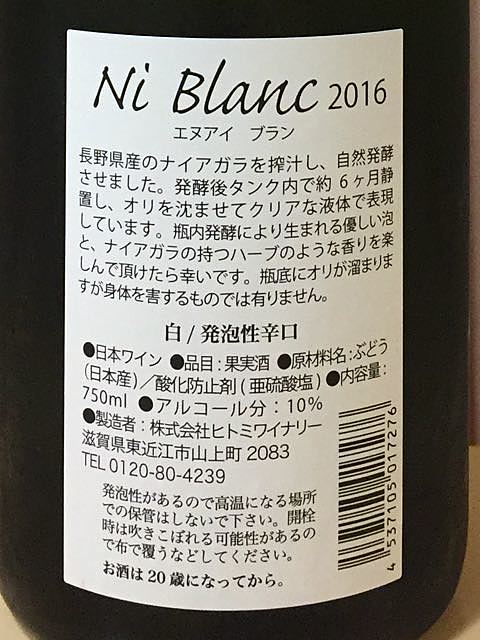 Ni Blanc 2016
エヌアイ ブラン
長野県産のナイアガラを搾汁し、自然発酵
させました。発酵後タンク内で約 6 ヶ月静
置し、オリを沈ませてクリアな液体で表現
しています。瓶内発酵により生まれる優しい泡
と、ナイアガラの持つハーブのような香りを楽
しんで頂けたら幸いです。瓶底にオリが溜まりま
すが身体を害するものでは有りません。
白 / 発泡性辛口
●日本ワイン ●品目 : 果実酒 ●原材料名 : ぶどう
(日本産) ／酸化防止剤 ( 亜硫酸塩 ) ●内容量 :
750ml ●アルコール分 : 10%
●製造者 : 株式会社ヒトミワイナリー
滋賀県東近江市山上町 2083
TEL 0120-80-4239
発泡性があるので高温になる場所
での保管はしないで下さい。開栓
時は吹きこぼれる可能性があるの
で布で覆うなどしてください。
お酒は 20 歳になってから。
4 537105 017276